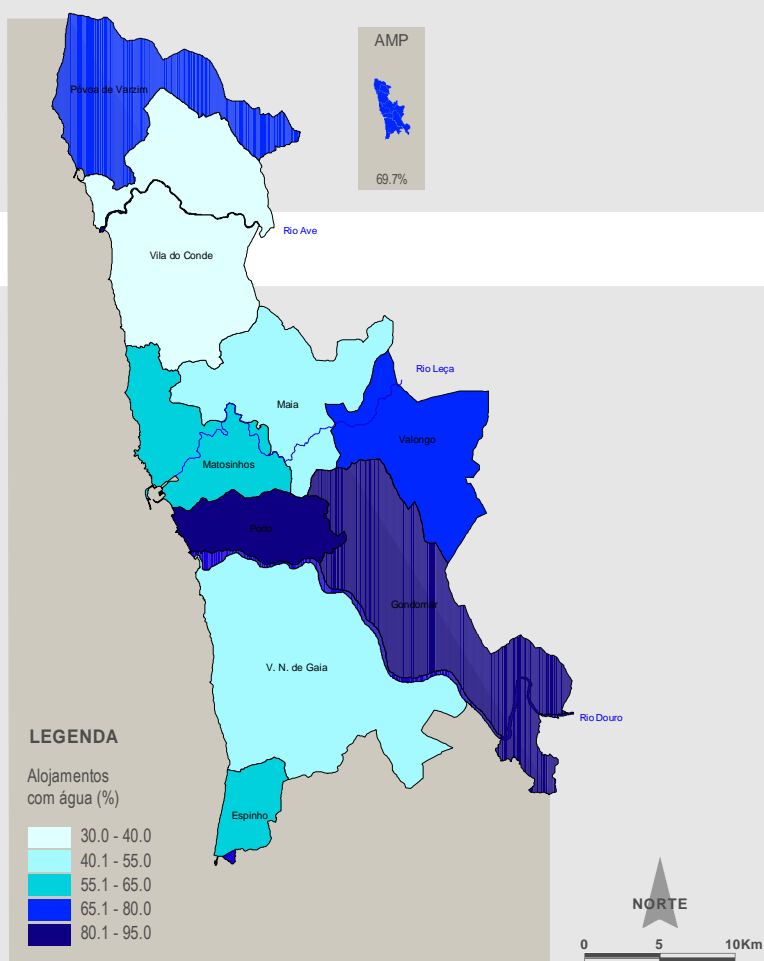 AMP
69.7%
Póvoa de Varzim
Rio Ave
Vila do Conde
Rio Leça
Maia
Valongo
Matosinhos
Porto
Gondomar
V. N. de Gaia
Rio Douro
Espinho
LEGENDA
Alojamentos
com água (%)
30.0 - 40.0
40.1 - 55.0
55.1 - 65.0
65.1 - 80.0
80.1 - 95.0
NORTE
0 5 10Km